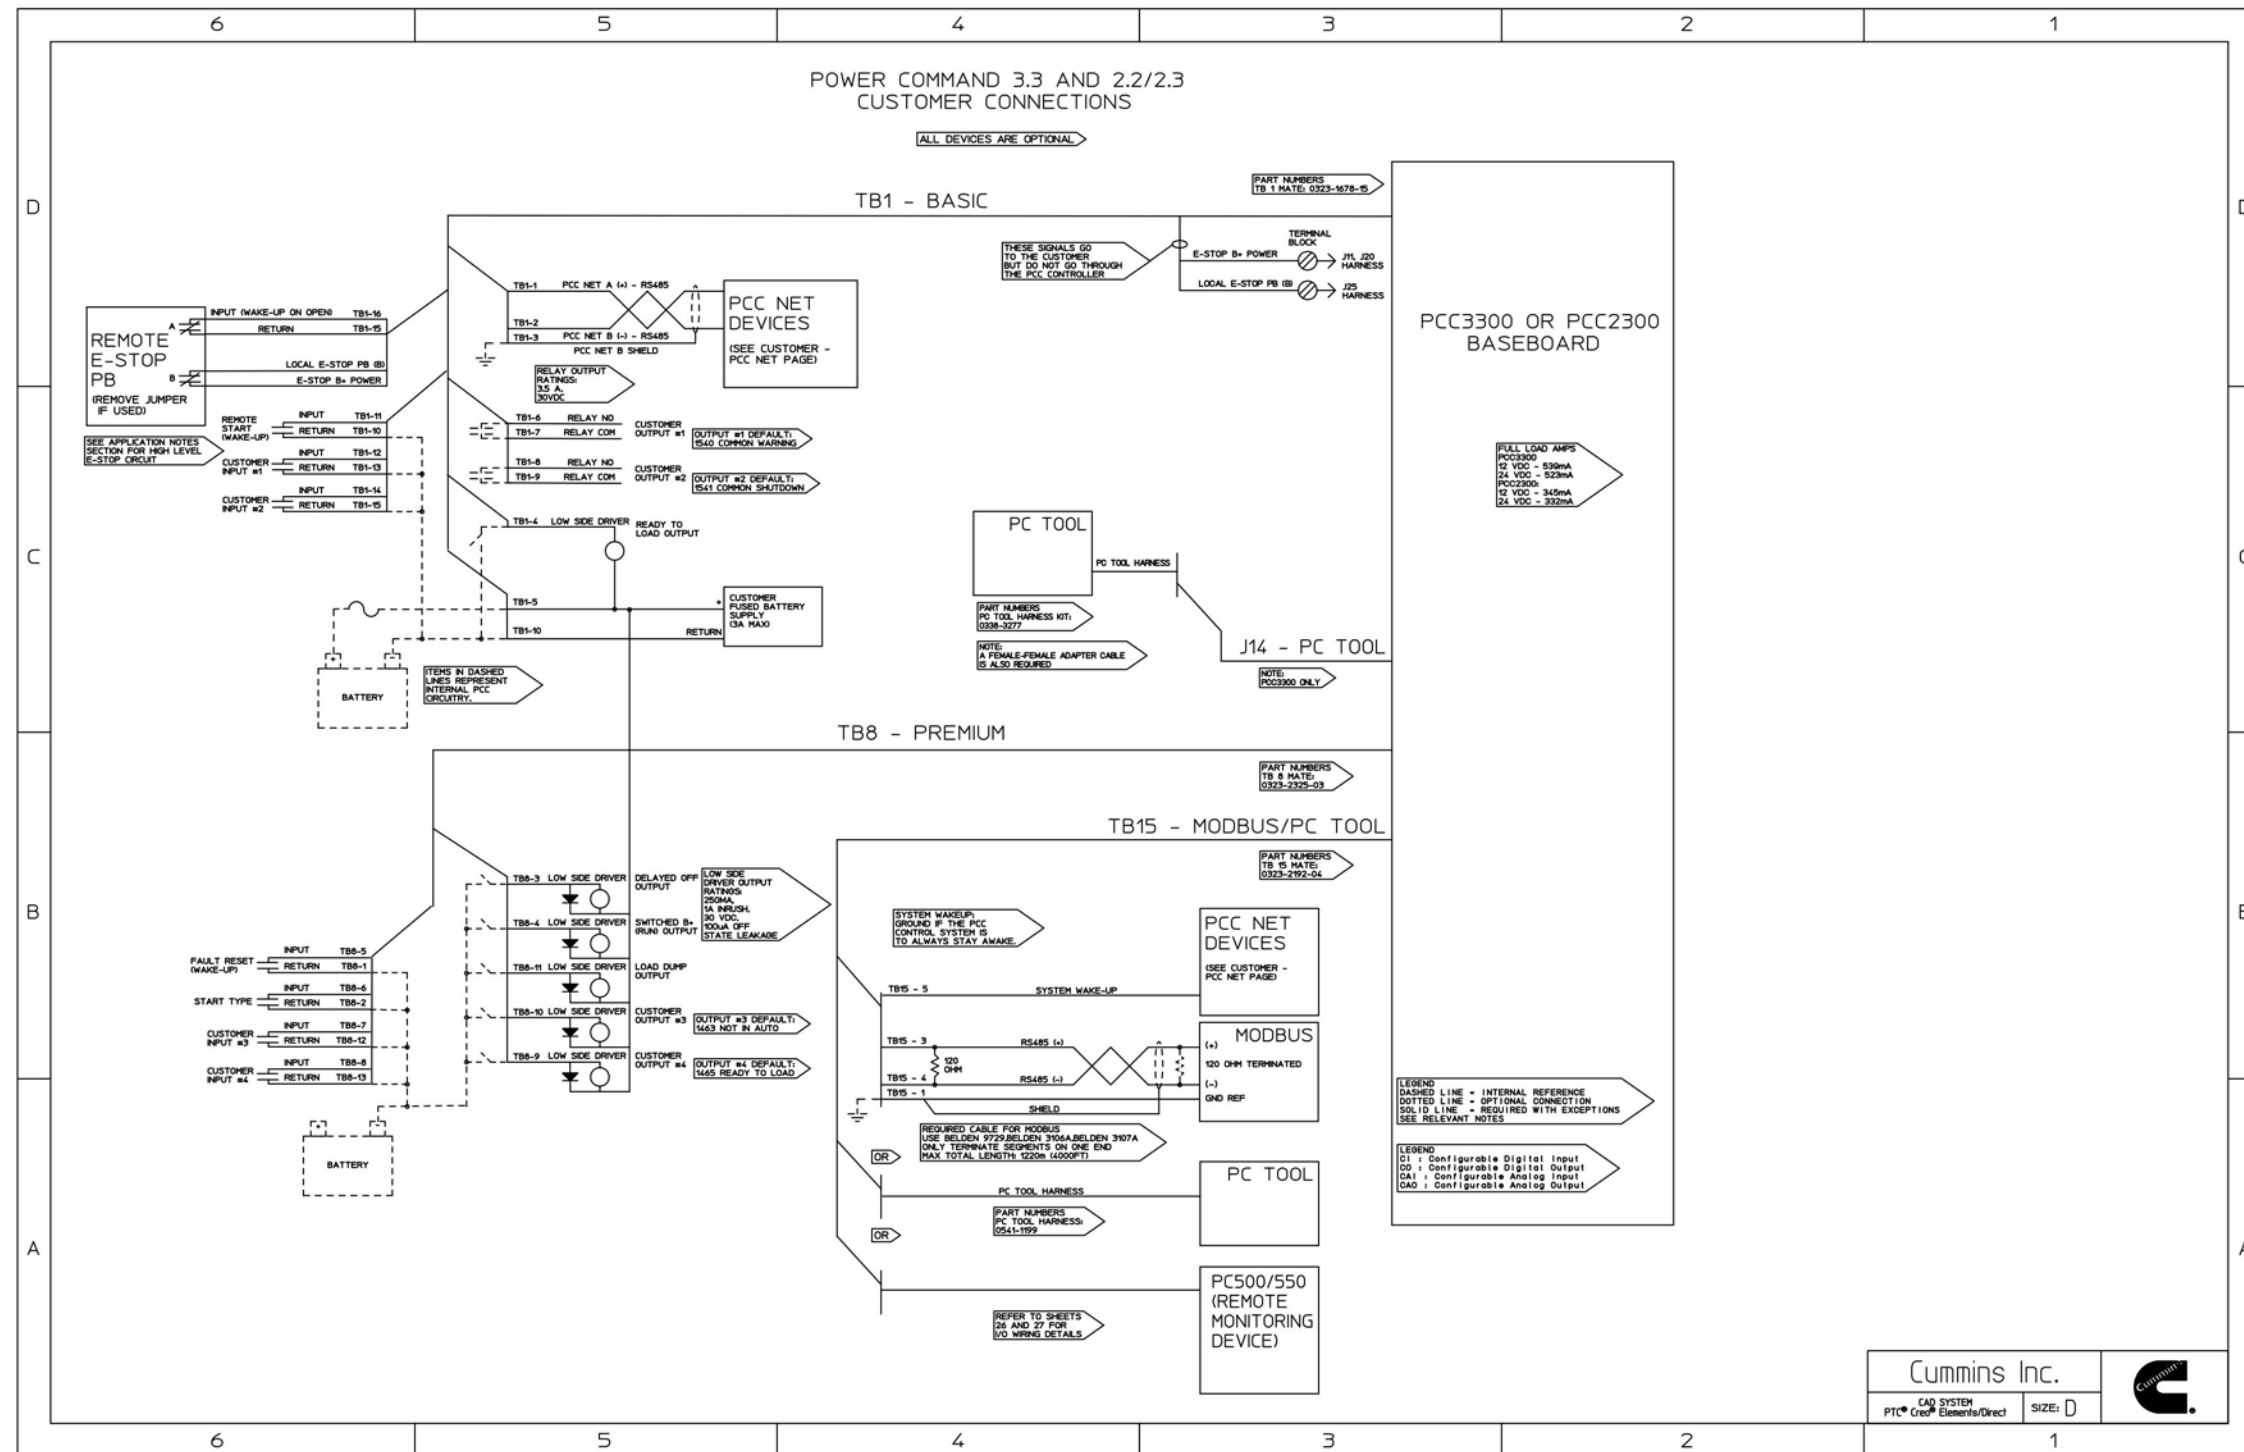 6 5 4 3 2 1
POWER COMMAND 3.3 AND 2.2/2.3
CUSTOMER CONNECTIONS
ALL DEVICES ARE OPTIONAL
D
C
B
A
PART NUMBERS
TB 1 MATE: 0323-1678-15
TB1 - BASIC
THESE SIGNALS GO
TO THE CUSTOMER
BUT DO NOT GO THROUGH
THE PCC CONTROLLER
TERMINAL
BLOCK
E-STOP B+ POWER
J11, J20
HARNESS
LOCAL E-STOP PB (B)
J25
HARNESS
PCC3300 OR PCC2300
BASEBOARD
FULL LOAD AMPS
PCC3300
12 VDC - 539mA
24 VDC - 523mA
PCC2300:
12 VDC - 345mA
24 VDC - 332mA
TB1-1 PCC NET A (+) - RS485
TB1-2
TB1-3 PCC NET B (-) - RS485
PCC NET B SHIELD
PCC NET
DEVICES
(SEE CUSTOMER -
PCC NET PAGE)
REMOTE
E-STOP
PB
(REMOVE JUMPER
IF USED)
A
INPUT (WAKE-UP ON OPEN) TB1-16
RETURN TB1-15
B
LOCAL E-STOP PB (B)
E-STOP B+ POWER
SEE APPLICATION NOTES
SECTION FOR HIGH LEVEL
E-STOP CIRCUIT
REMOTE
START
(WAKE-UP)
INPUT TB1-11
RETURN TB1-10
CUSTOMER
INPUT #1
INPUT TB1-12
RETURN TB1-13
CUSTOMER
INPUT #2
INPUT TB1-14
RETURN TB1-15
RELAY OUTPUT
RATINGS:
3.5 A,
30VDC
TB1-6 RELAY NO
TB1-7 RELAY COM
CUSTOMER
OUTPUT #1
OUTPUT #1 DEFAULT:
1540 COMMON WARNING
TB1-8 RELAY NO
TB1-9 RELAY COM
CUSTOMER
OUTPUT #2
OUTPUT #2 DEFAULT:
1541 COMMON SHUTDOWN
TB1-4 LOW SIDE DRIVER
READY TO
LOAD OUTPUT
TB1-5
TB1-10
+
RETURN
CUSTOMER
FUSED BATTERY
SUPPLY
(3A MAX)
+ -
BATTERY
ITEMS IN DASHED
LINES REPRESENT
INTERNAL PCC
CIRCUITRY.
PC TOOL
PC TOOL HARNESS
PART NUMBERS
PC TOOL HARNESS KIT:
0338-3277
NOTE:
A FEMALE-FEMALE ADAPTER CABLE
IS ALSO REQUIRED
J14 - PC TOOL
NOTE:
PCC3300 ONLY
TB8 - PREMIUM
PART NUMBERS
TB 8 MATE:
0323-2325-03
TB15 - MODBUS/PC TOOL
PART NUMBERS
TB 15 MATE:
0323-2192-04
TB8-3 LOW SIDE DRIVER
DELAYED OFF
OUTPUT
TB8-4 LOW SIDE DRIVER
SWITCHED B+
(RUN) OUTPUT
TB8-11 LOW SIDE DRIVER
LOAD DUMP
OUTPUT
TB8-10 LOW SIDE DRIVER
CUSTOMER
OUTPUT #3
OUTPUT #3 DEFAULT:
1463 NOT IN AUTO
TB8-9 LOW SIDE DRIVER
CUSTOMER
OUTPUT #4
OUTPUT #4 DEFAULT:
1465 READY TO LOAD
LOW SIDE
DRIVER OUTPUT
RATINGS:
250MA,
1A INRUSH,
30 VDC,
100uA OFF
STATE LEAKAGE
FAULT RESET
(WAKE-UP)
INPUT TB8-5
RETURN TB8-1
START TYPE
INPUT TB8-6
RETURN TB8-2
CUSTOMER
INPUT #3
INPUT TB8-7
RETURN TB8-12
CUSTOMER
INPUT #4
INPUT TB8-8
RETURN TB8-13
+ -
BATTERY
SYSTEM WAKEUP:
GROUND IF THE PCC
CONTROL SYSTEM IS
TO ALWAYS STAY AWAKE.
PCC NET
DEVICES
(SEE CUSTOMER -
PCC NET PAGE)
TB15 - 5 SYSTEM WAKE-UP
TB15 - 3 RS485 (+)
120
OHM
TB15 - 4 RS485 (-)
TB15 - 1
SHIELD
MODBUS
(+)
120 OHM TERMINATED
(-)
GND REF
REQUIRED CABLE FOR MODBUS
USE BELDEN 9729,BELDEN 3106A,BELDEN 3107A
ONLY TERMINATE SEGMENTS ON ONE END
MAX TOTAL LENGTH: 1220m (4000FT)
OR
PC TOOL HARNESS
PC TOOL
PART NUMBERS
PC TOOL HARNESS:
0541-1199
OR
PC500/550
(REMOTE
MONITORING
DEVICE)
REFER TO SHEETS
26 AND 27 FOR
I/O WIRING DETAILS
LEGEND
DASHED LINE - INTERNAL REFERENCE
DOTTED LINE - OPTIONAL CONNECTION
SOLID LINE - REQUIRED WITH EXCEPTIONS
SEE RELEVANT NOTES
LEGEND
CI : Configurable Digital Input
CO : Configurable Digital Output
CAI : Configurable Analog Input
CAO : Configurable Analog Output
Cummins Inc.
CAD SYSTEM
PTC® Creo® Elements/Direct
SIZE: D
Cummins
6 5 4 3 2 1